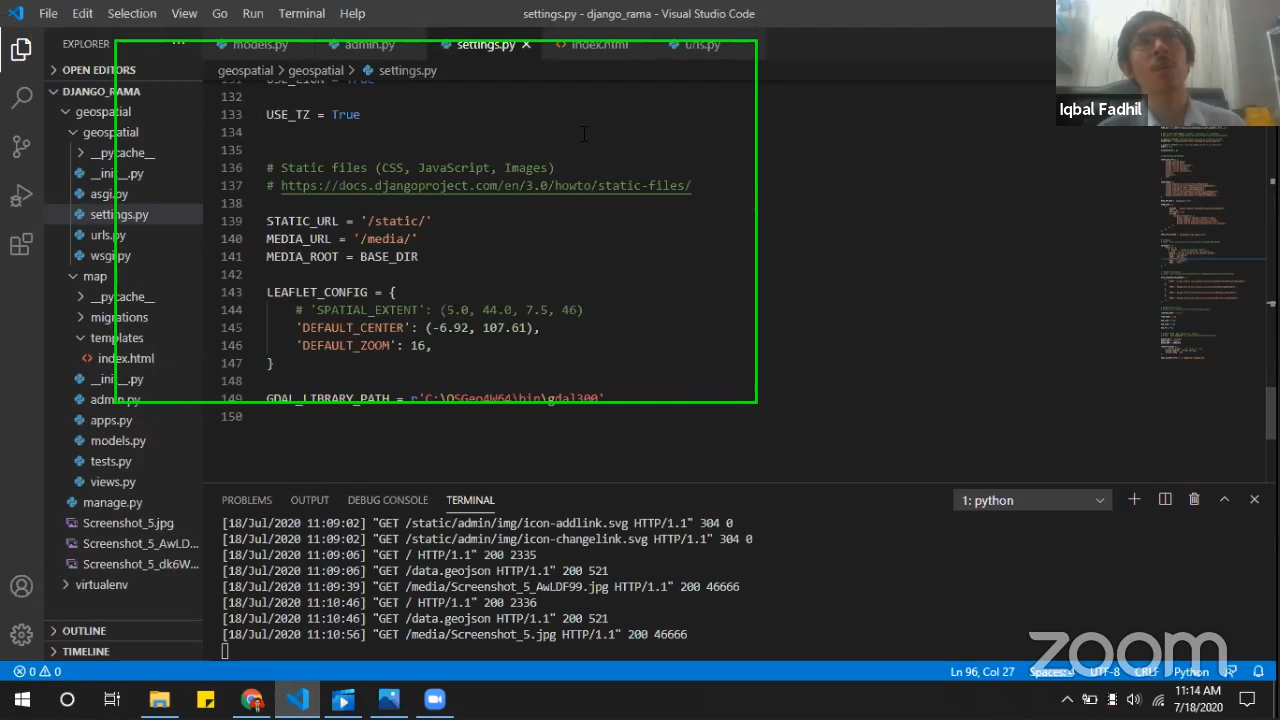 File Edit Selection View Go Run Terminal Help
settings.py - django_rama - Visual Studio Code
EXPLORER
OPEN EDITORS
DJANGO_RAMA
geospatial
geospatial
__pycache__
__init__.py
asgi.py
settings.py
urls.py
wsgi.py
map
__pycache__
migrations
templates
index.html
__init__.py
admin.py
apps.py
models.py
tests.py
views.py
manage.py
Screenshot_5.jpg
Screenshot_5_AwLD...
Screenshot_5_dk6W...
virtualenv
OUTLINE
TIMELINE
models.py admin.py settings.py index.html urls.py
geospatial > geospatial > settings.py
132
133 USE_TZ = True
134
135
136 # Static files (CSS, JavaScript, Images)
137 # https://docs.djangoproject.com/en/3.0/howto/static-files/
138
139 STATIC_URL = '/static/'
140 MEDIA_URL = '/media/'
141 MEDIA_ROOT = BASE_DIR
142
143 LEAFLET_CONFIG = {
144 # 'SPATIAL_EXTENT': (5.0, 44.0, 7.5, 46)
145 'DEFAULT_CENTER': (-6.92, 107.61),
146 'DEFAULT_ZOOM': 16,
147 }
148
149 GDAL_LIBRARY_PATH = r'C:\OSGeo4W64\bin\gdal300'
150
PROBLEMS OUTPUT DEBUG CONSOLE TERMINAL
1: python
[18/Jul/2020 11:09:02] "GET /static/admin/img/icon-addlink.svg HTTP/1.1" 304 0
[18/Jul/2020 11:09:02] "GET /static/admin/img/icon-changelink.svg HTTP/1.1" 304 0
[18/Jul/2020 11:09:06] "GET / HTTP/1.1" 200 2335
[18/Jul/2020 11:09:06] "GET /data.geojson HTTP/1.1" 200 521
[18/Jul/2020 11:09:39] "GET /media/Screenshot_5_AwLDF99.jpg HTTP/1.1" 200 46666
[18/Jul/2020 11:10:46] "GET / HTTP/1.1" 200 2336
[18/Jul/2020 11:10:46] "GET /data.geojson HTTP/1.1" 200 521
[18/Jul/2020 11:10:56] "GET /media/Screenshot_5.jpg HTTP/1.1" 200 46666
Iqbal Fadhil
zoom
0 0
Ln 96, Col 27 Spaces: 4 UTF-8 CRLF Python
11:14 AM
7/18/2020